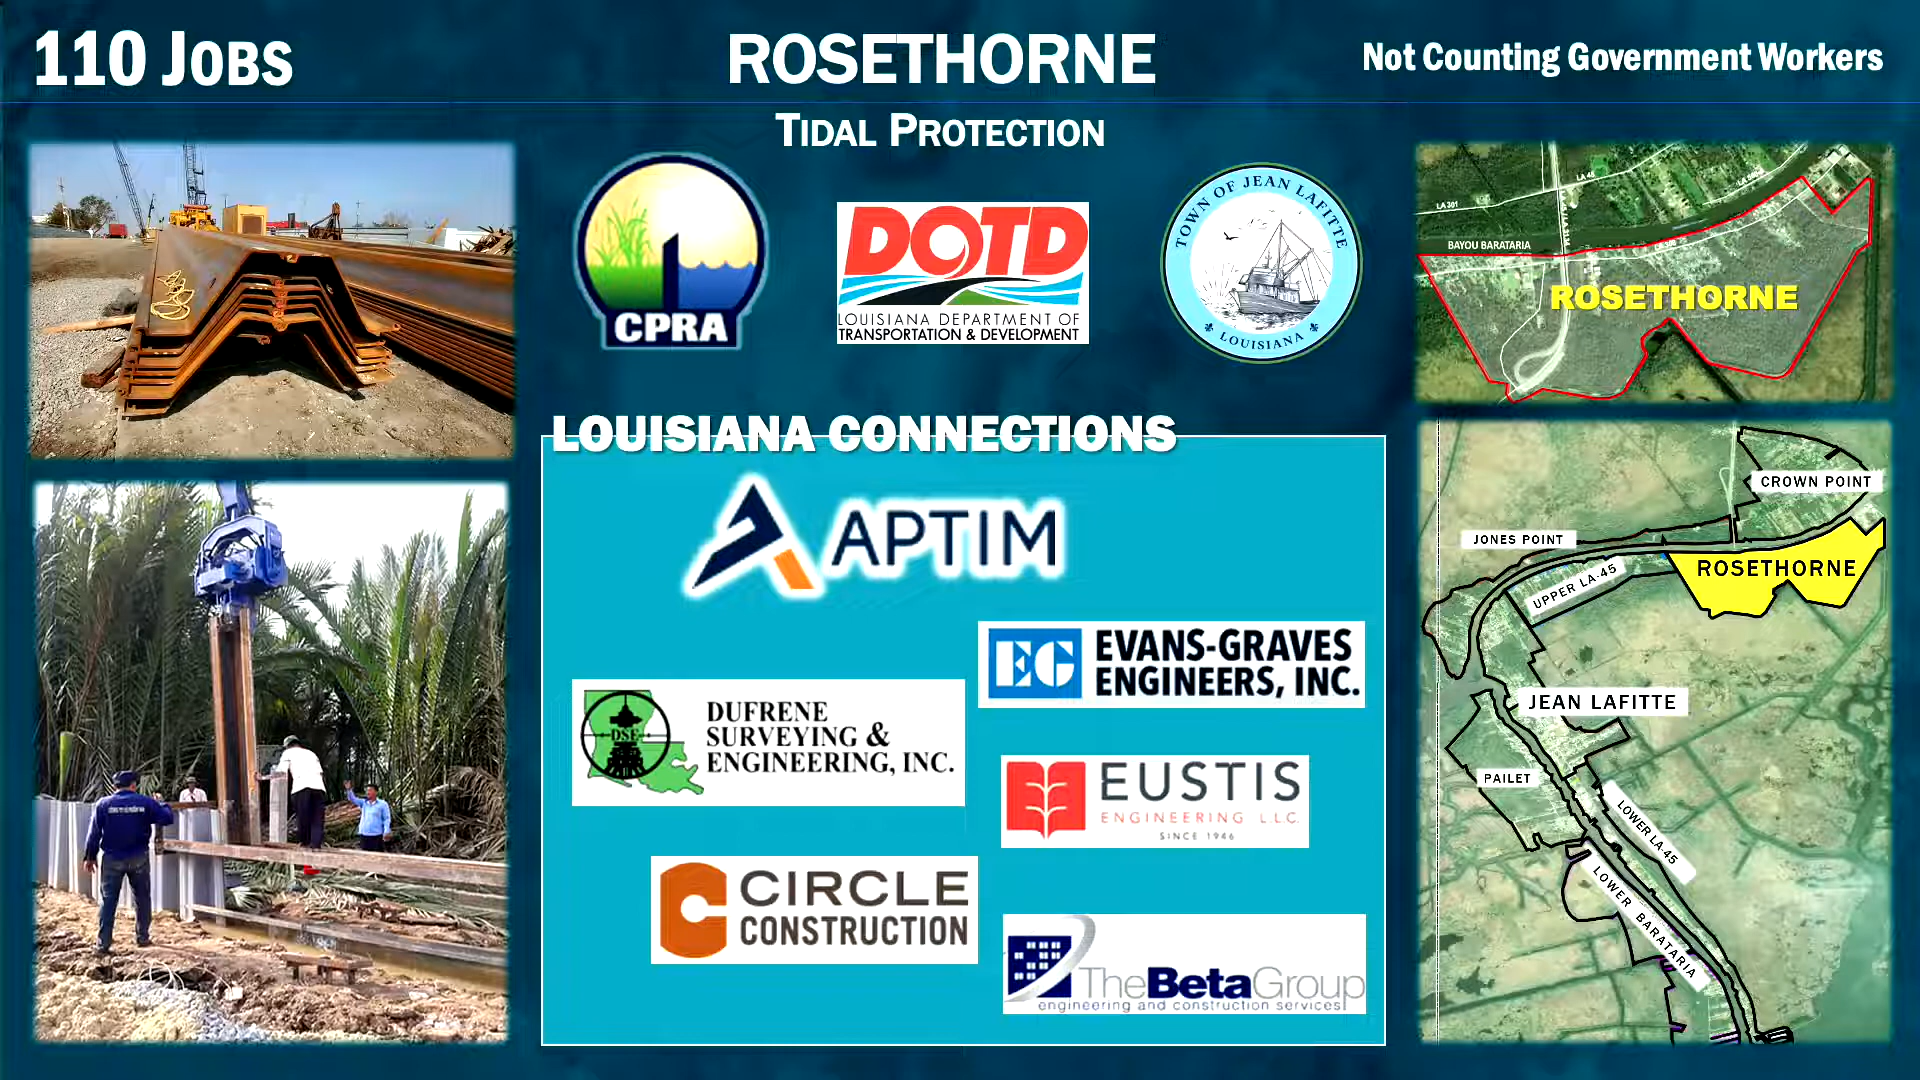 110 JOBS
ROSETHORNE
Not Counting Government Workers
TIDAL PROTECTION
CPRA
DOTD
LOUISIANA DEPARTMENT OF
TRANSPORTATION & DEVELOPMENT
TOWN OF JEAN LAFITTE
LOUISIANA
LA 45
LA 301
BAYOU BARATARIA
ROSETHORNE
LOUISIANA CONNECTIONS
APTIM
EG
EVANS-GRAVES
ENGINEERS, INC.
DSE
DUFRENE
SURVEYING &
ENGINEERING, INC.
EUSTIS
ENGINEERING L.L.C.
SINCE 1946
CIRCLE
CONSTRUCTION
TheBetaGroup
engineering and construction services
CROWN POINT
JONES POINT
ROSETHORNE
UPPER LA-45
JEAN LAFITTE
PAILET
LOWER LA-45
LOWER BARATARIA